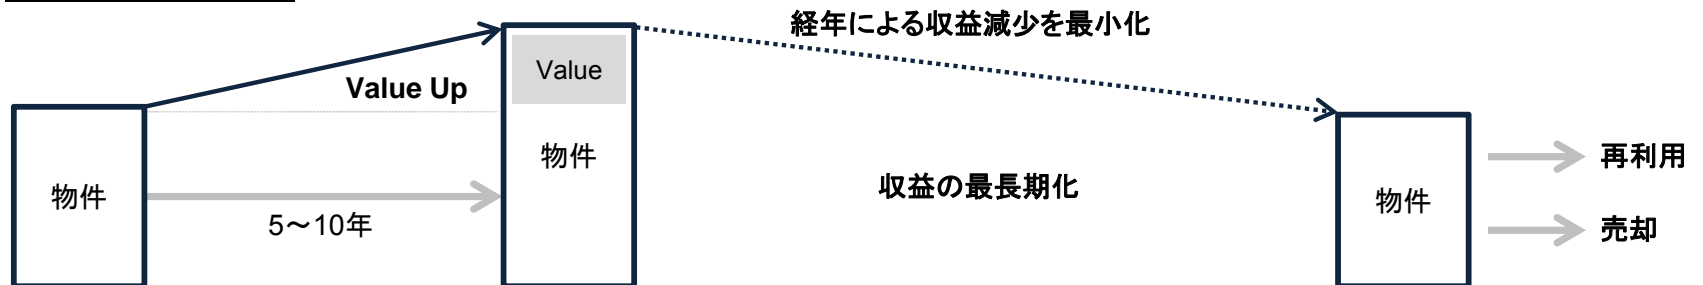 経年による収益減少を最小化
Value
Value Up
物件
物件
収益の最長期化
再利用
物件
5～10年
売却